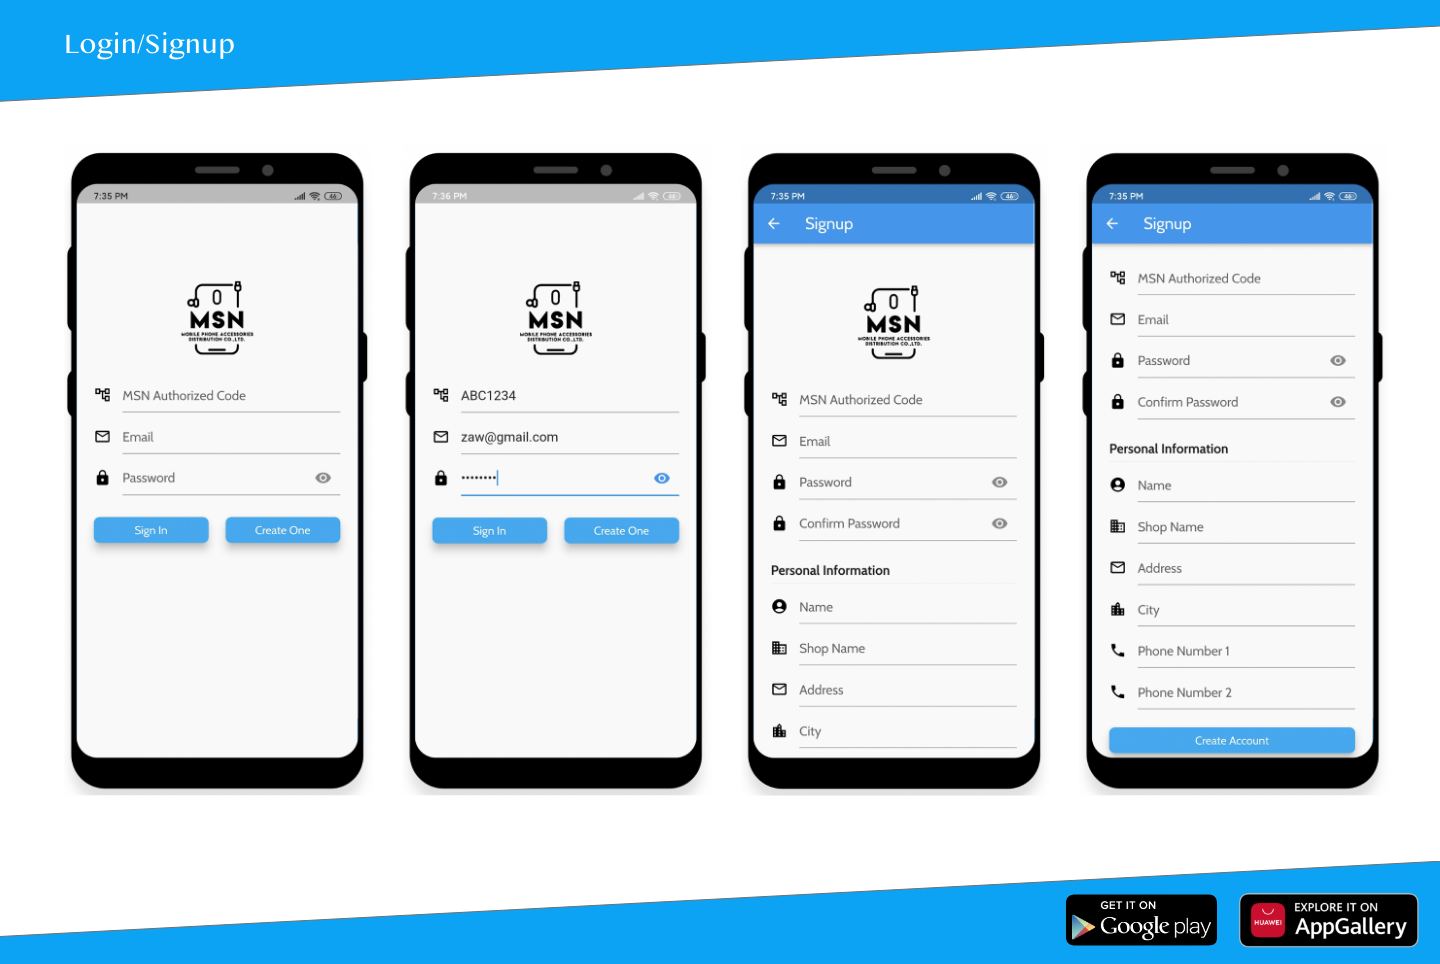 Login/Signup
7:35 PM
46
MSN
MOBILE PHONE ACCESSORIES
DISTRIBUTION CO.,LTD.
MSN Authorized Code
Email
Password
Sign In
Create One
7:36 PM
46
MSN
MOBILE PHONE ACCESSORIES
DISTRIBUTION CO.,LTD.
ABC1234
zaw@gmail.com
••••••••
Sign In
Create One
7:35 PM
46
Signup
MSN
MOBILE PHONE ACCESSORIES
DISTRIBUTION CO.,LTD.
MSN Authorized Code
Email
Password
Confirm Password
Personal Information
Name
Shop Name
Address
City
7:35 PM
46
Signup
MSN Authorized Code
Email
Password
Confirm Password
Personal Information
Name
Shop Name
Address
City
Phone Number 1
Phone Number 2
Create Account
GET IT ON
Google play
HUAWEI
EXPLORE IT ON
AppGallery